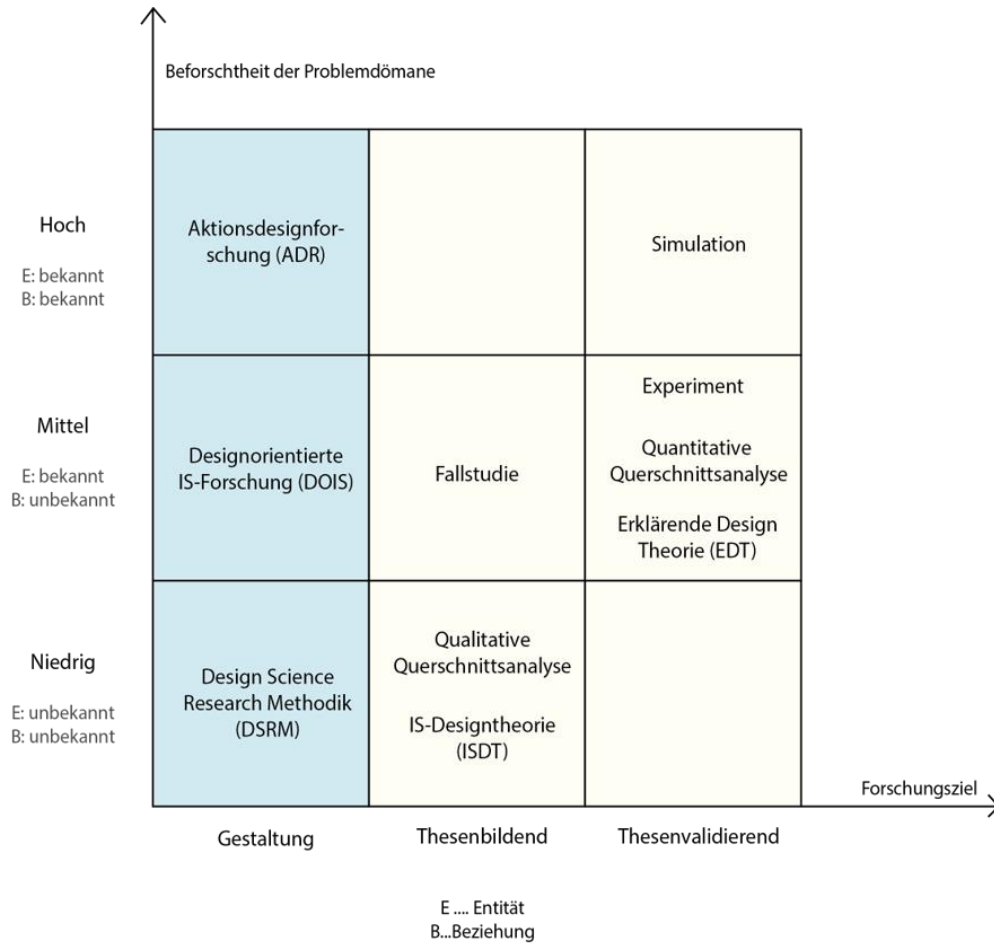 Beforschtheit der Problemdömane
Hoch
E: bekannt
B: bekannt
Aktionsdesignfor-
schung (ADR)
Simulation
Mittel
E: bekannt
B: unbekannt
Designorientierte
IS-Forschung (DOIS)
Fallstudie
Experiment
Quantitative
Querschnittsanalyse
Erklärende Design
Theorie (EDT)
Niedrig
E: unbekannt
B: unbekannt
Design Science
Research Methodik
(DSRM)
Qualitative
Querschnittsanalyse
IS-Designtheorie
(ISDT)
Forschungsziel
Gestaltung
Thesenbildend
Thesenvalidierend
E .... Entität
B...Beziehung